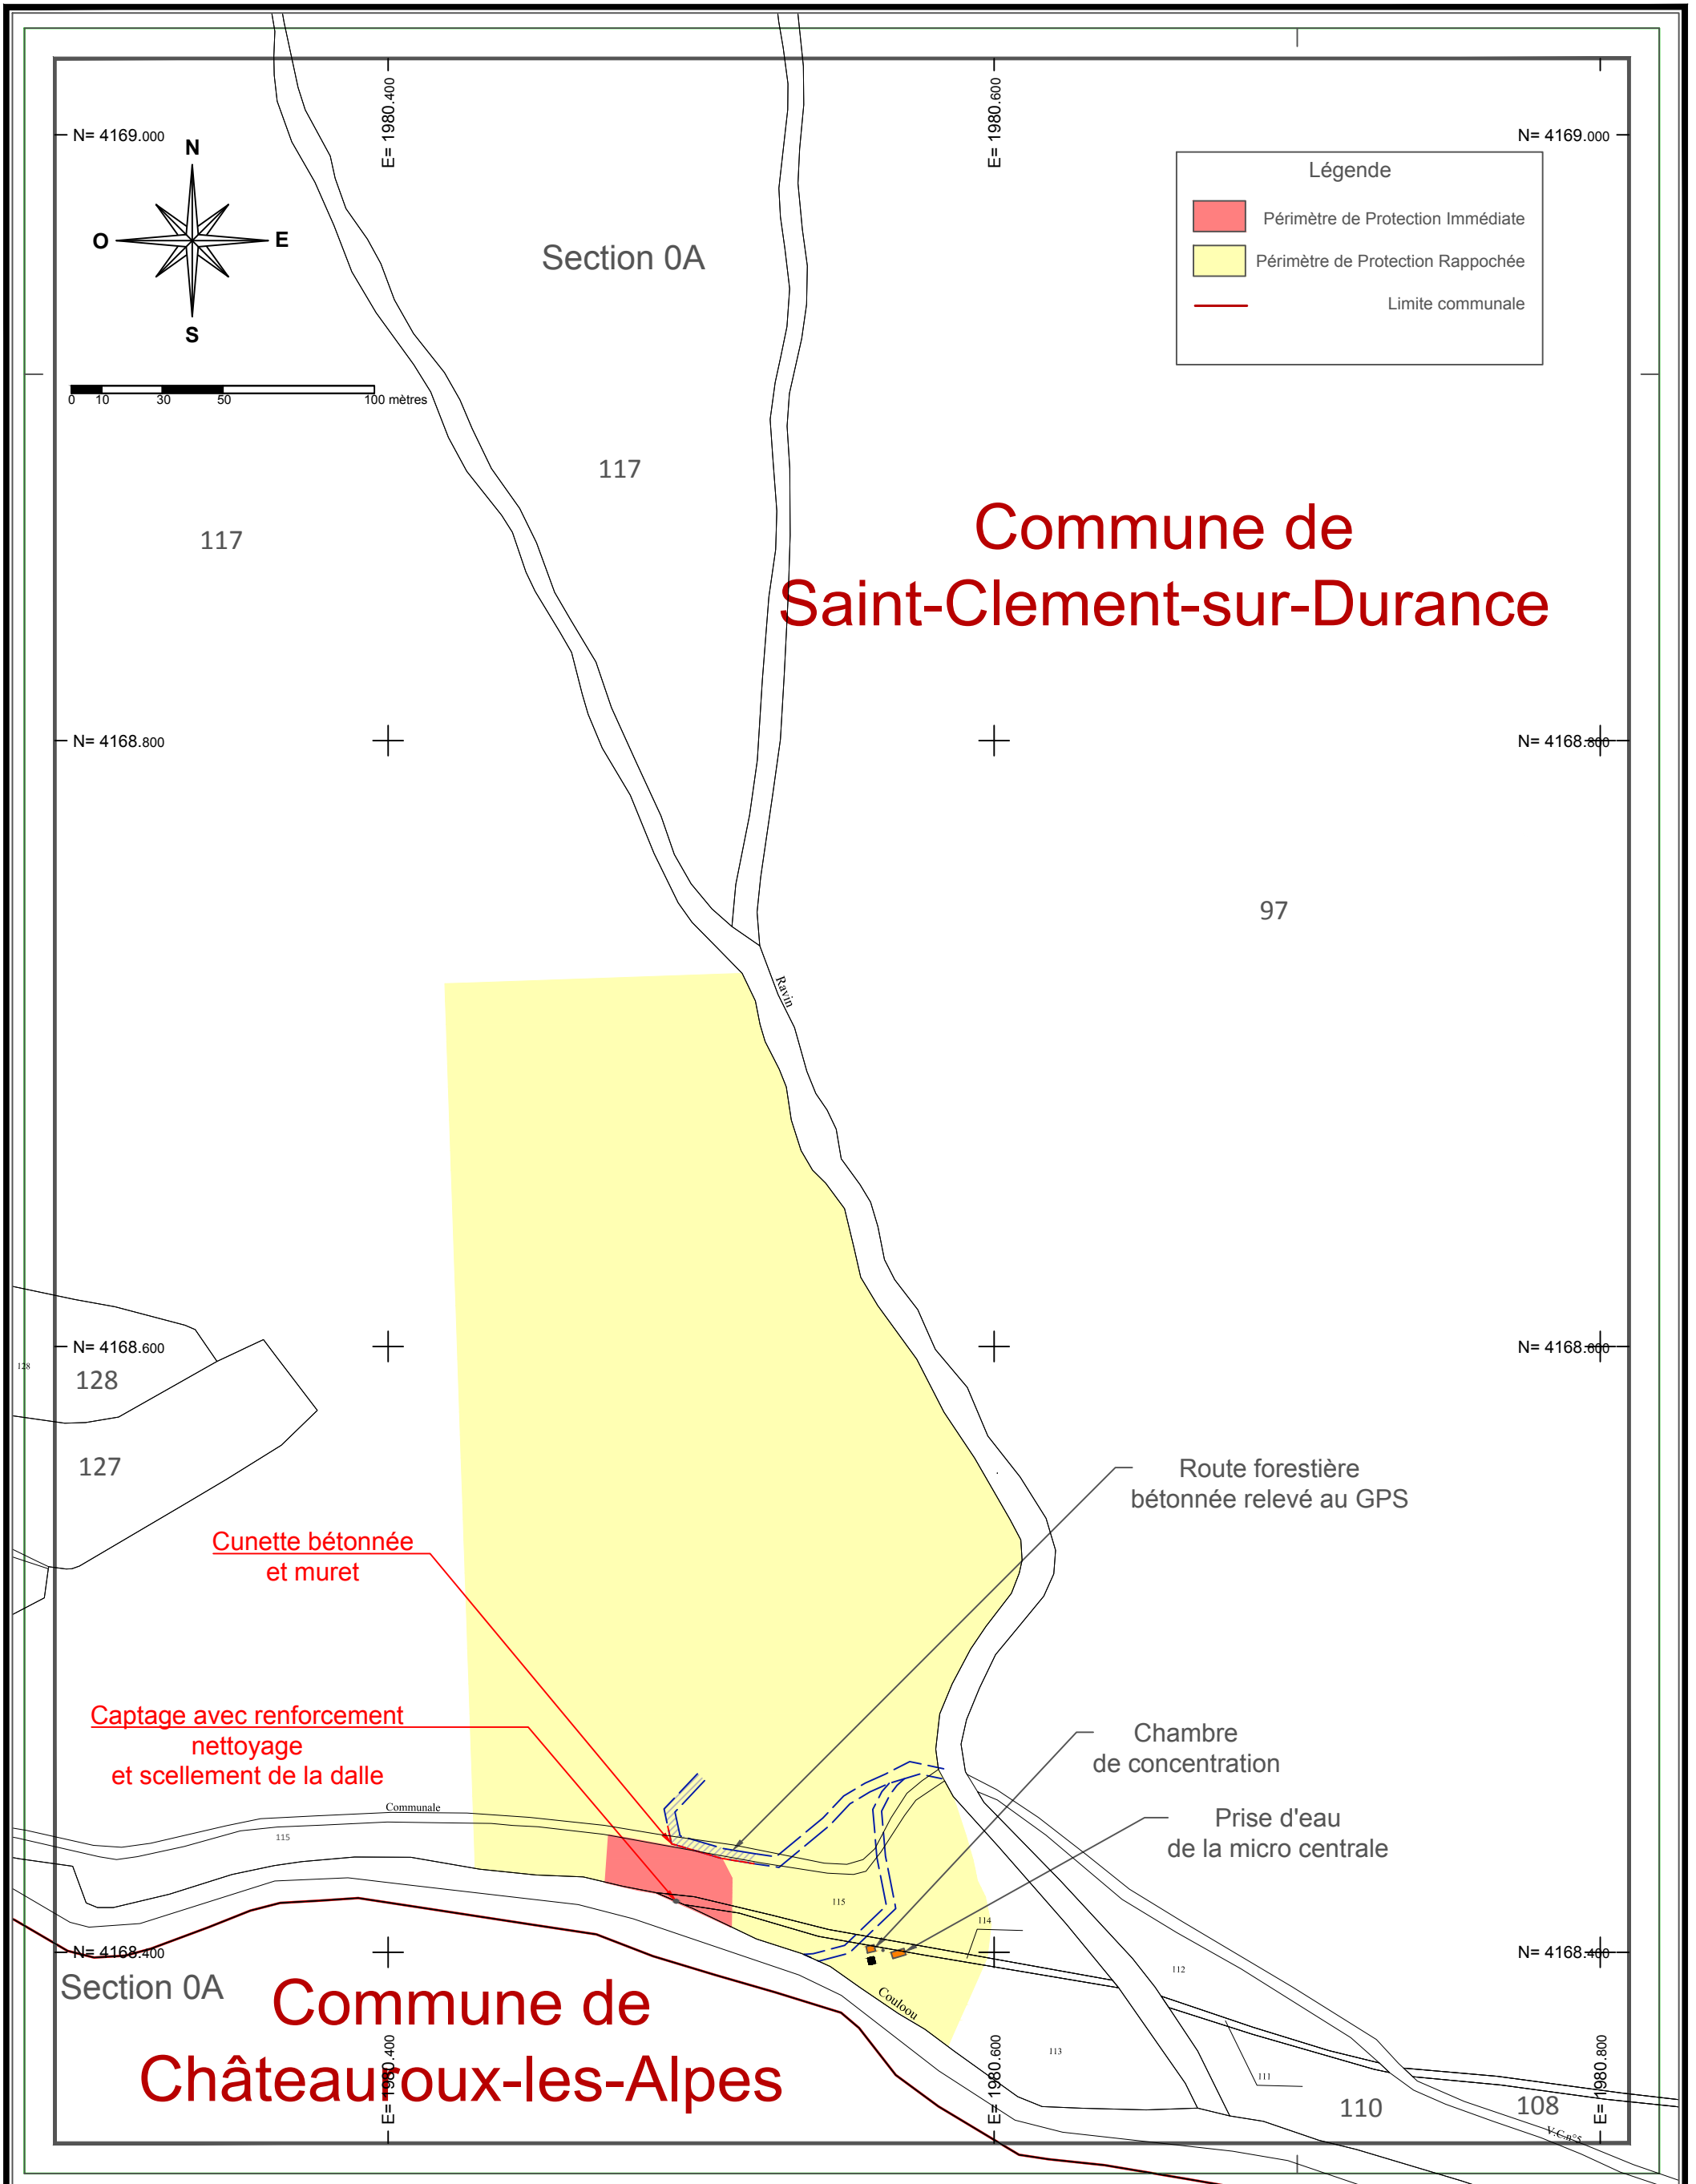 E= 1980.400
E= 1980.600
N= 4169.000
N= 4169.000
N
O
E
S
0 10 30 50 100 mètres
Légende
Périmètre de Protection Immédiate
Périmètre de Protection Rappochée
Limite communale
Section 0A
117
117
Commune de
Saint-Clement-sur-Durance
N= 4168.800
N= 4168.800
97
Ravin
N= 4168.600
N= 4168.600
128
128
127
Route forestière
bétonnée relevé au GPS
Cunette bétonnée
et muret
Captage avec renforcement
nettoyage
et scellement de la dalle
Chambre
de concentration
Prise d'eau
de la micro centrale
Communale
115
115
114
112
N= 4168.400
N= 4168.400
Section 0A
Commune de
Châteauroux-les-Alpes
Couloou
113
111
110
108
V.C.n°5
E= 1980.400
E= 1980.600
E= 1980.800